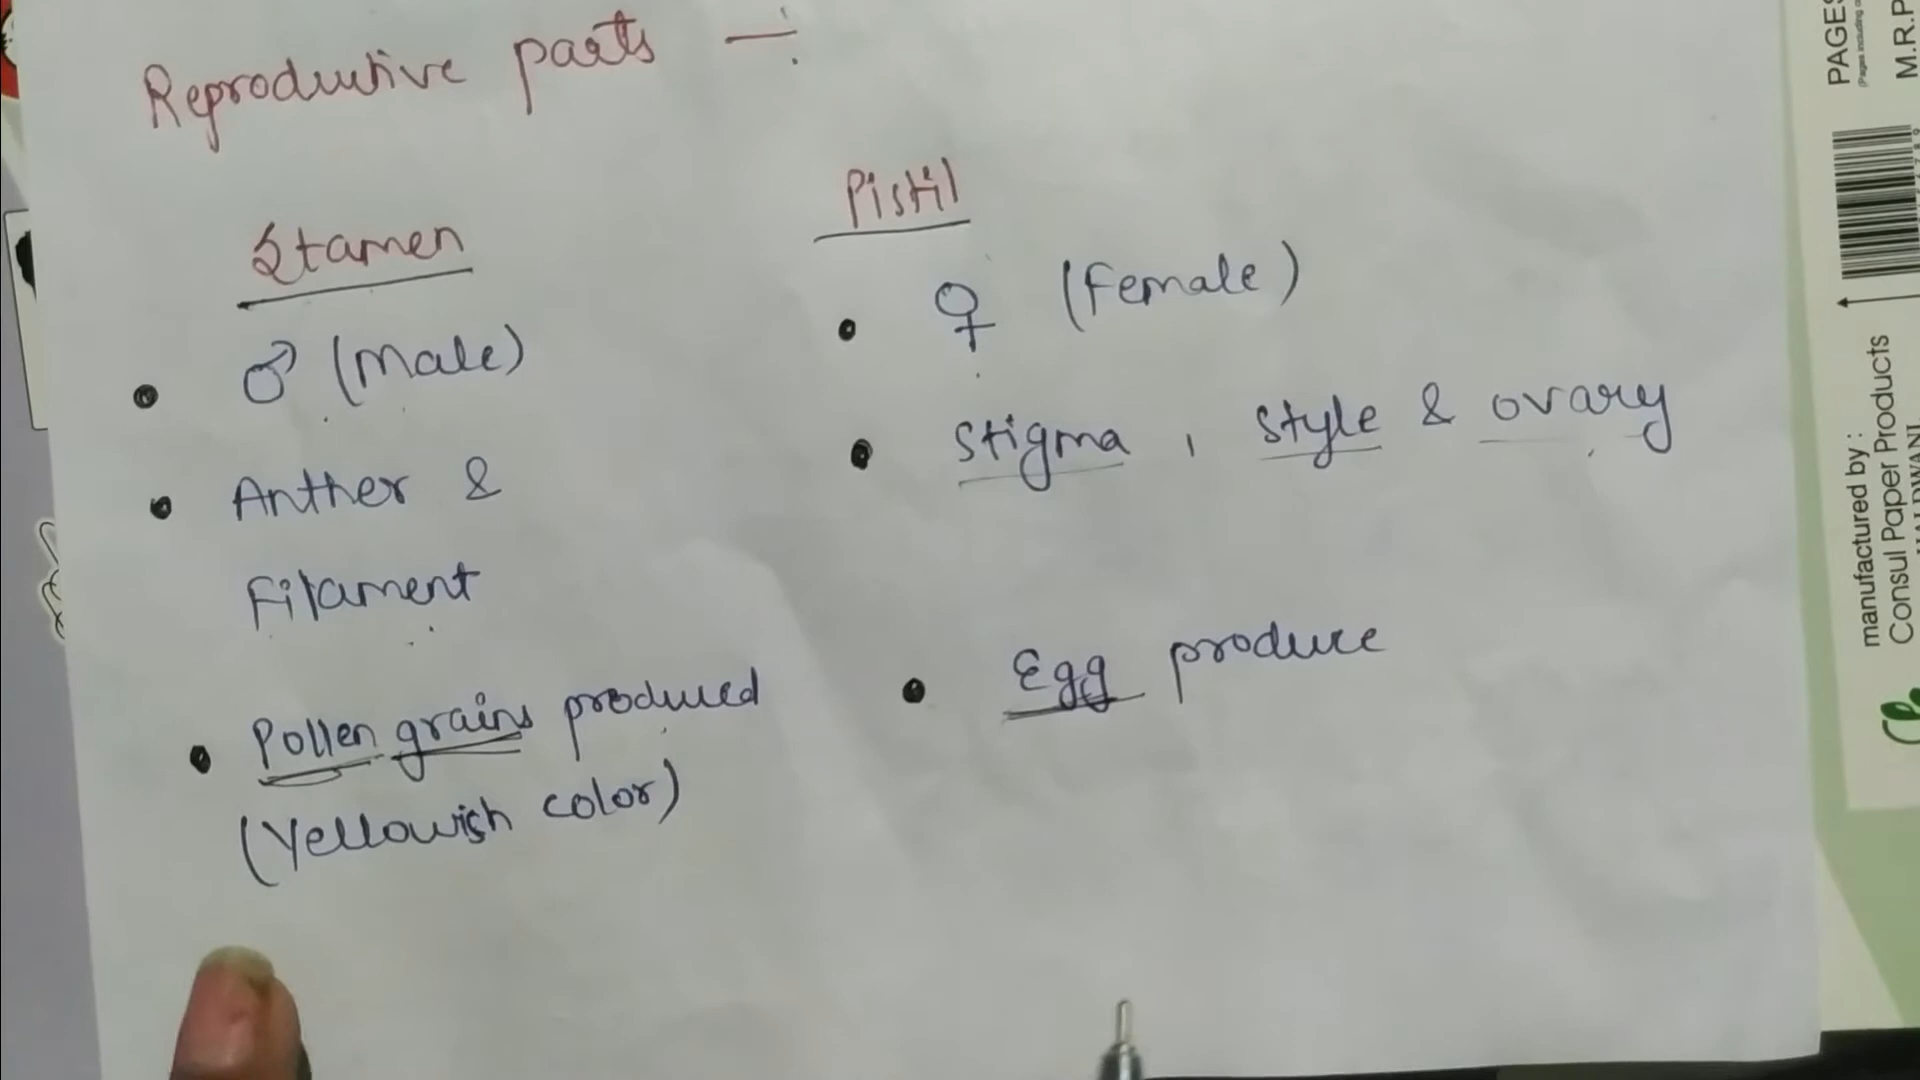 Reproductive parts —:
Stamen
♂ (Male)
Anther &
Filament
Pollen grains produced
(Yellowish color)
Pistil
♀ (Female)
Stigma, Style & ovary
Egg produce
PAGES
M.R.P
manufactured by :
Consul Paper Products
HALDWANI